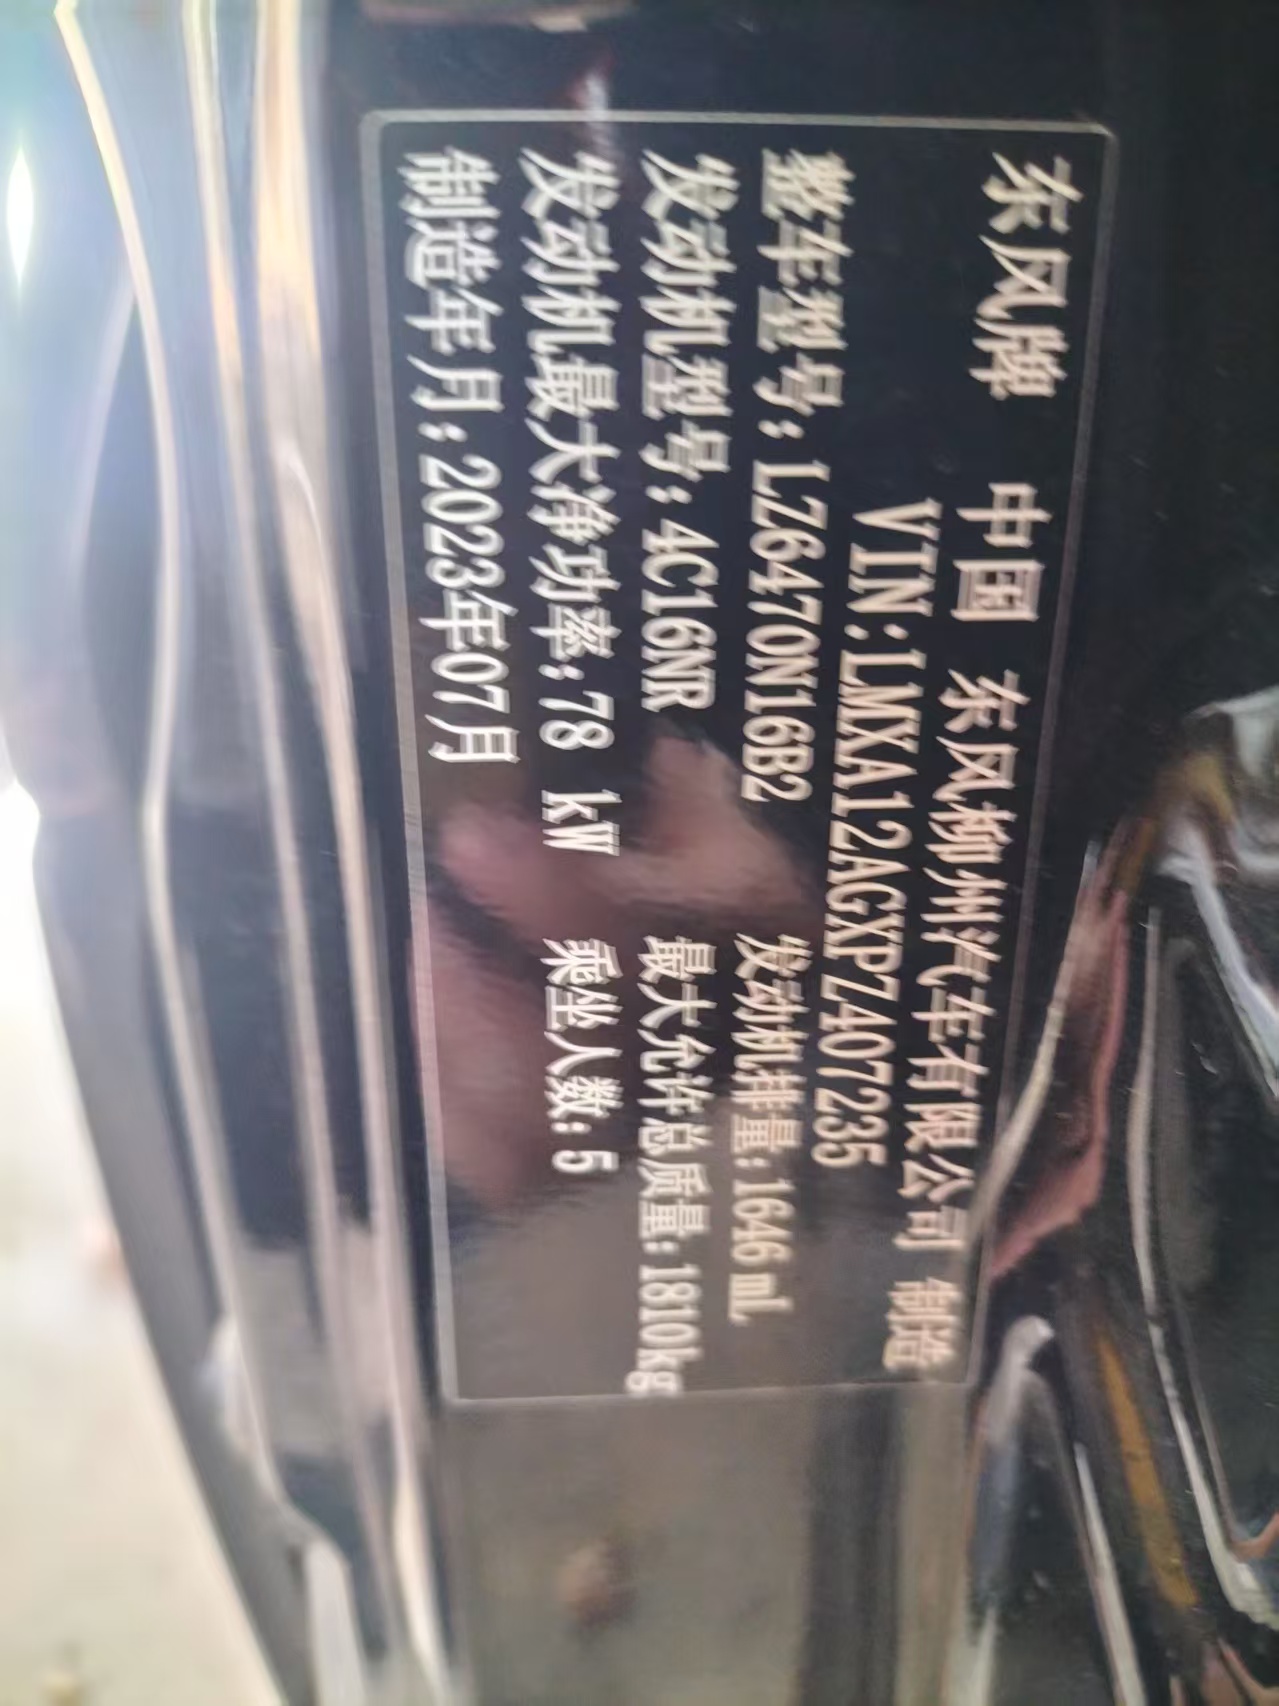 东风牌 中国 东风柳州汽车有限公司 制造
VIN:LMXA12AGXPZ407235
整车型号:LZ6470N16B2 发动机排量:1646 mL
发动机型号:4C16NR 最大允许总质量:1810kg
发动机最大净功率:78 kW 乘坐人数:5
制造年月:2023年07月